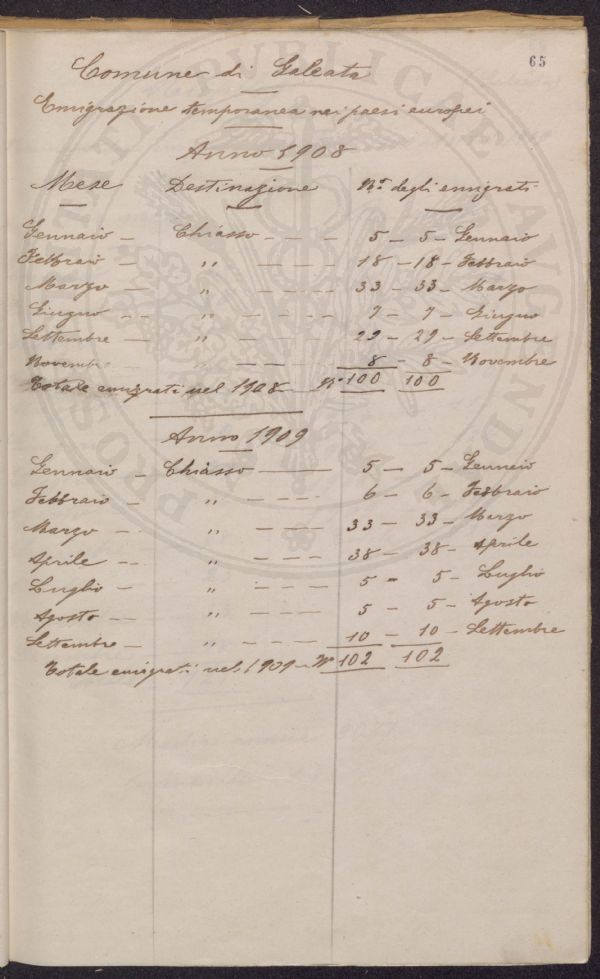 65
Comune di Galeata
Emigrazione temporanea nei paesi europei
Anno 1908
Mese Destinazione N.° degli emigrati
Gennaio — Chiasso — — — 5 — 5 — Gennaio
Febbraio — " — — — 18 — 18 — Febbraio
Marzo — " — — — 33 — 33 — Marzo
Giugno — — " — — — — 7 — 7 — Giugno
Settembre — " — — — — 29 — 29 — Settembre
Novembre — " — — — — 8 — 8 — Novembre
Totale emigrati nel 1908 — N.° 100 100
Anno 1909
Gennaio — Chiasso — — — 5 — 5 — Gennaio
Febbraio — " — — — — 6 — 6 — Febbraio
Marzo — — " — — — 33 — 33 — Marzo
Aprile — — " — — — — 38 — 38 — Aprile
Luglio — — " — — — — 5 — 5 — Luglio
Agosto — — " — — — — 5 — 5 — Agosto
Settembre — " — — — — 10 — 10 — Settembre
Totale emigrati nel 1909 — N.° 102 102